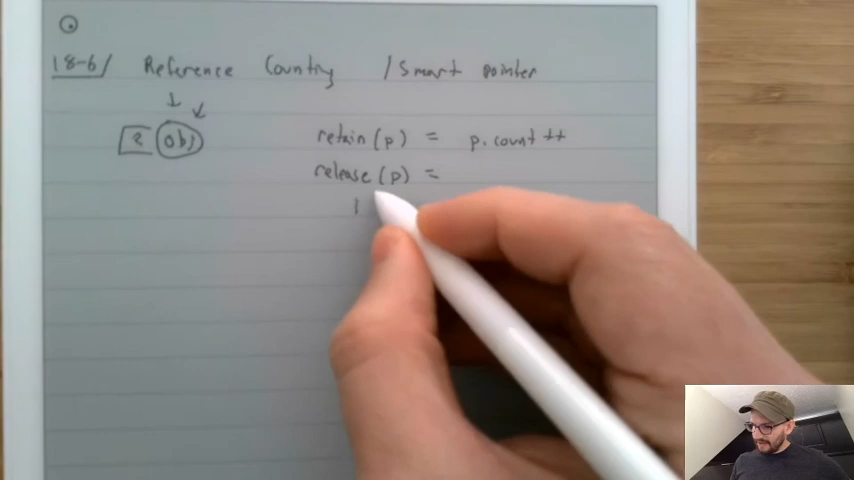 18-6/ Reference Counting / Smart pointer
2 obj
retain(p) = p.count ++
release(p) =